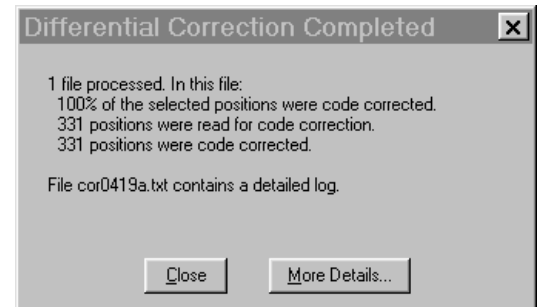 Differential Correction Completed
1 file processed. In this file:
100% of the selected positions were code corrected.
331 positions were read for code correction.
331 positions were code corrected.
File cor0419a.txt contains a detailed log.
Close
More Details...